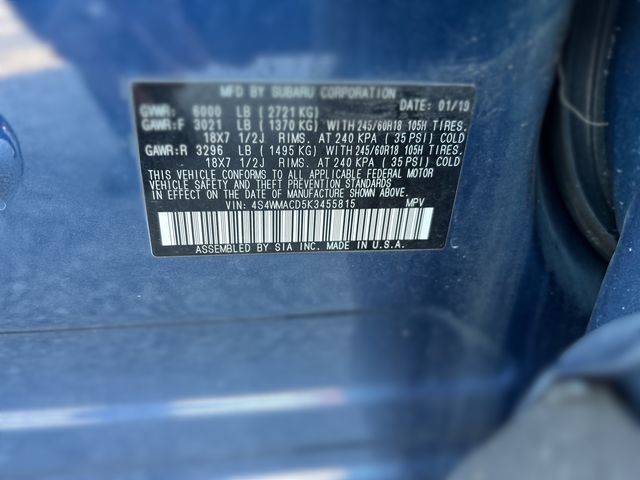 MFD BY SUBARU CORPORATION
GVWR: 6000 LB ( 2721 KG) DATE: 01/19
GAWR:F 3021 LB ( 1370 KG) WITH 245/60R18 105H TIRES.
18X7 1/2J RIMS. AT 240 KPA ( 35 PSI) COLD
GAWR:R 3296 LB ( 1495 KG) WITH 245/60R18 105H TIRES.
18X7 1/2J RIMS. AT 240 KPA ( 35 PSI) COLD
THIS VEHICLE CONFORMS TO ALL APPLICABLE FEDERAL MOTOR
VEHICLE SAFETY AND THEFT PREVENTION STANDARDS
IN EFFECT ON THE DATE OF MANUFACTURE SHOWN ABOVE.
VIN: 4S4WMACD5K3455815 MPV
ASSEMBLED BY SIA INC. MADE IN U.S.A.